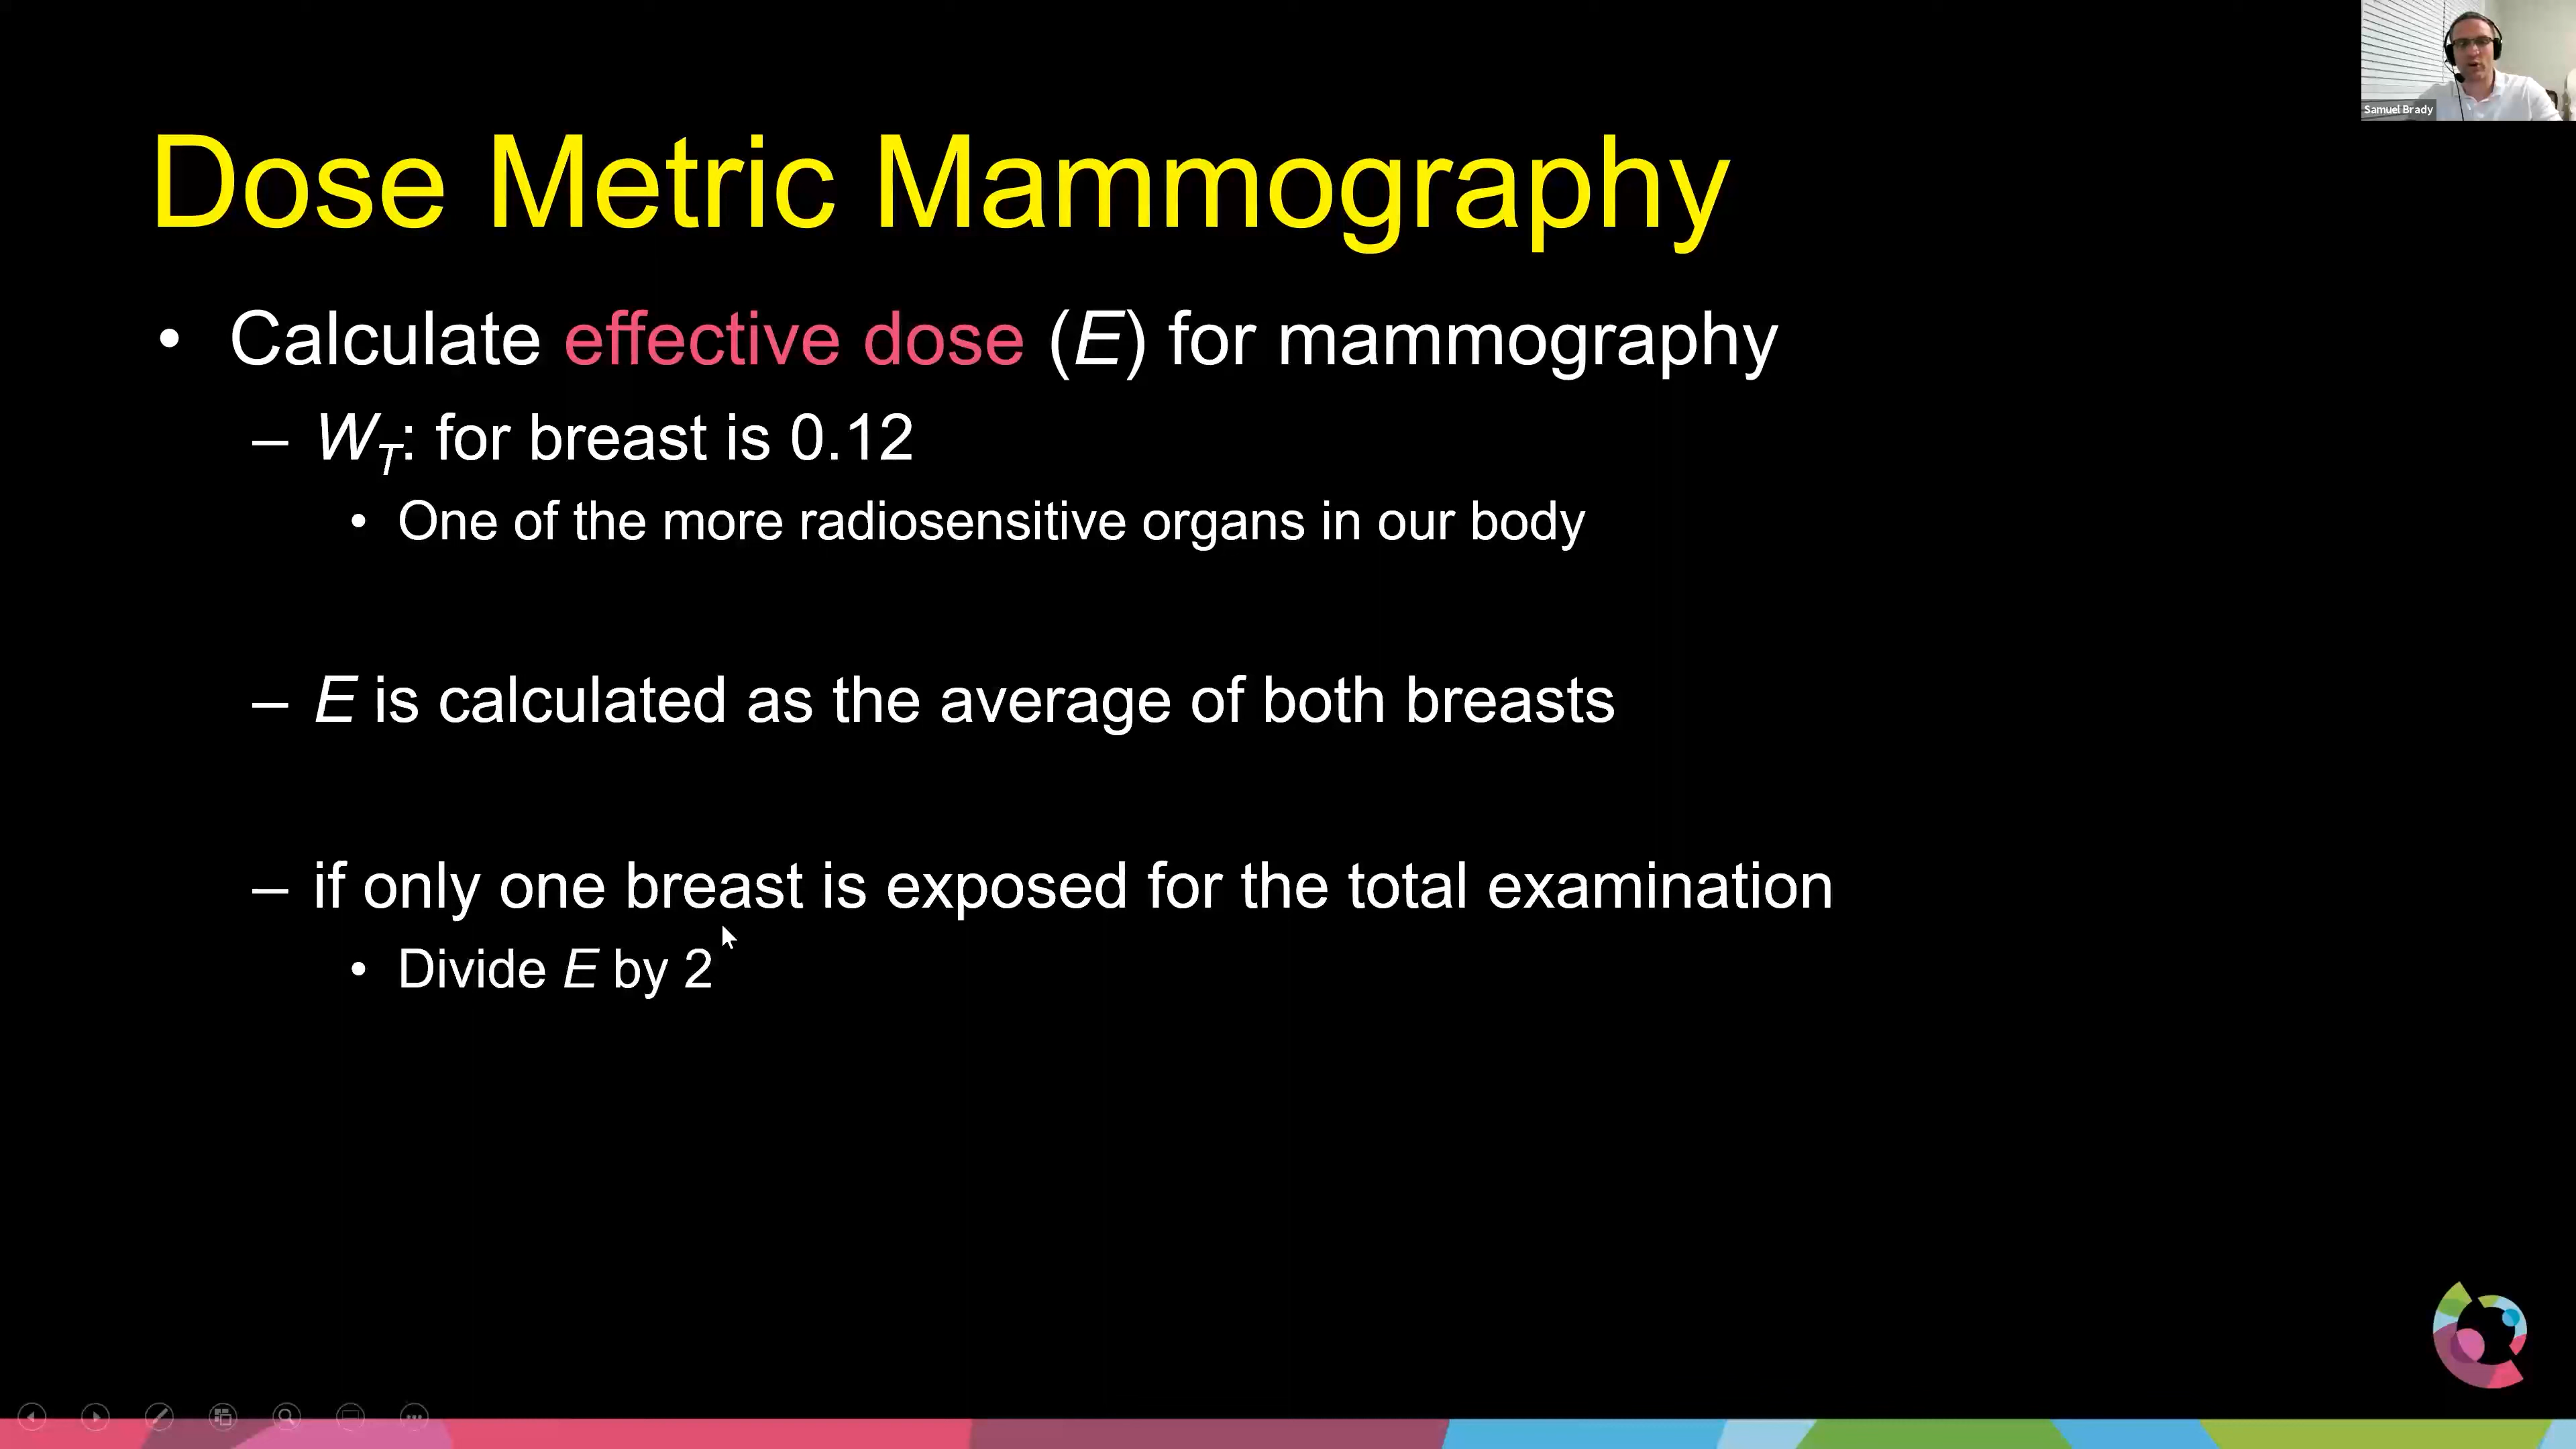 Samuel Brady
Dose Metric Mammography
• Calculate effective dose (E) for mammography
– WT: for breast is 0.12
• One of the more radiosensitive organs in our body
– E is calculated as the average of both breasts
– if only one breast is exposed for the total examination
• Divide E by 2